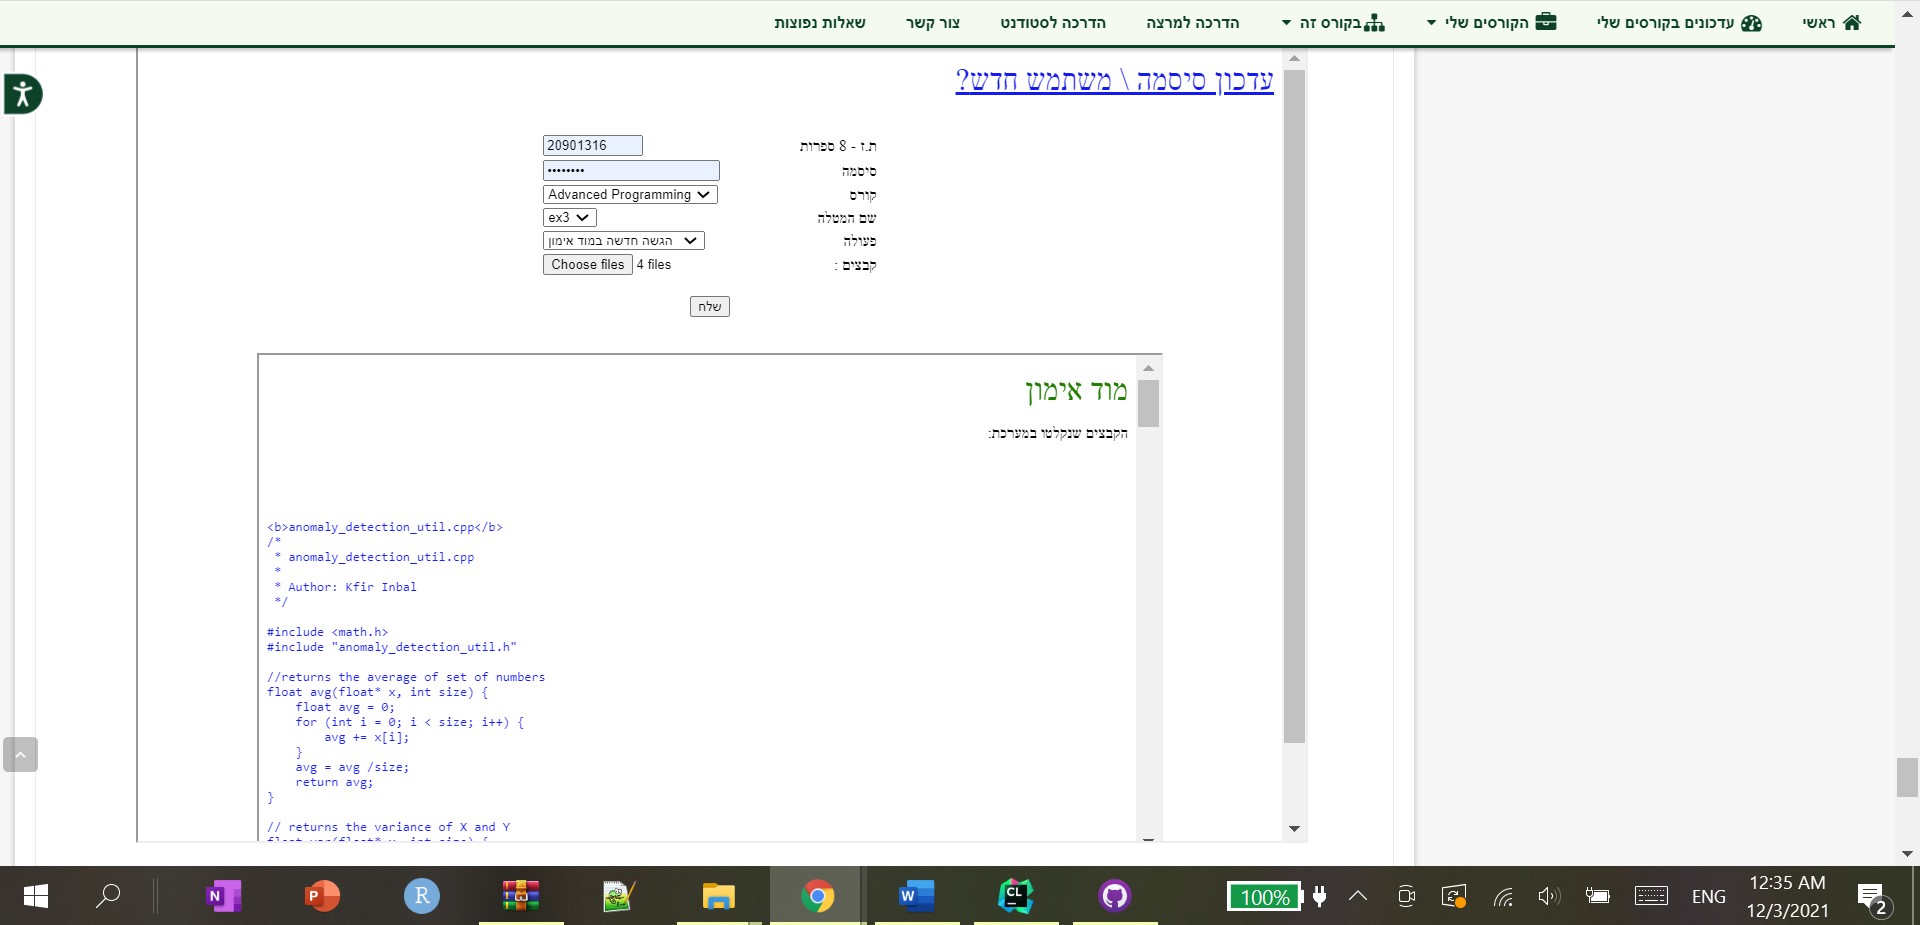 ראשי עדכונים בקורסים שלי הקורסים שלי בקורס זה הדרכה למרצה הדרכה לסטודנט צור קשר שאלות נפוצות
עדכון סיסמה \ משתמש חדש?
ת.ז - 8 ספרות 20901316
סיסמה ••••••••
קורס Advanced Programming
שם המטלה ex3
פעולה הגשה חדשה במוד אימון
קבצים : Choose files 4 files
שלח
מוד אימון
הקבצים שנקלטו במערכת:
<b>anomaly_detection_util.cpp</b>
/*
 * anomaly_detection_util.cpp
 *
 * Author: Kfir Inbal
 */
#include <math.h>
#include "anomaly_detection_util.h"
//returns the average of set of numbers
float avg(float* x, int size) {
    float avg = 0;
    for (int i = 0; i < size; i++) {
        avg += x[i];
    }
    avg = avg /size;
    return avg;
}
// returns the variance of X and Y
100% ENG 12:35 AM
12/3/2021 2